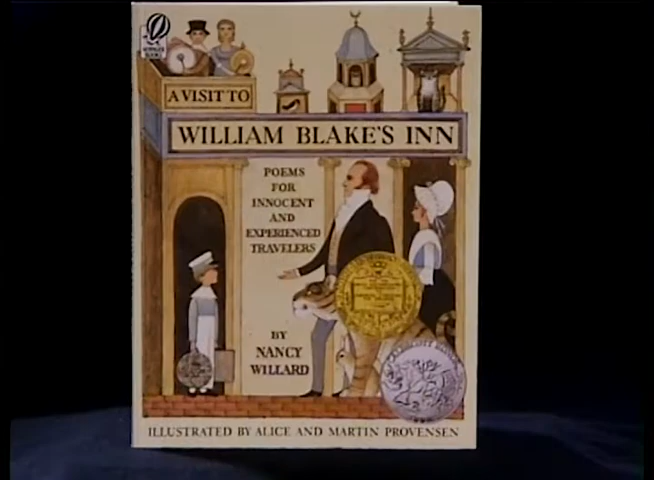 A VISIT TO
WILLIAM BLAKE'S INN
POEMS
FOR
INNOCENT
AND
EXPERIENCED
TRAVELERS
BY
NANCY
WILLARD
ILLUSTRATED BY ALICE AND MARTIN PROVENSEN